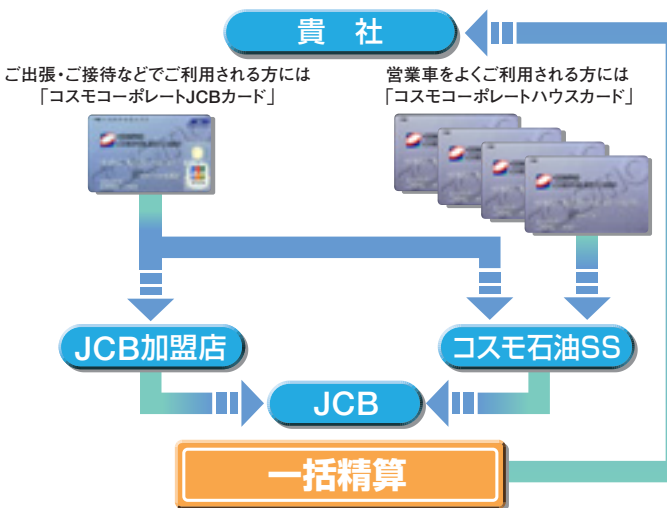 貴 社
ご出張・ご接待などでご利用される方には
「コスモコーポレートJCBカード」
営業車をよくご利用される方には
「コスモコーポレートハウスカード」
JCB加盟店
コスモ石油SS
JCB
一括精算